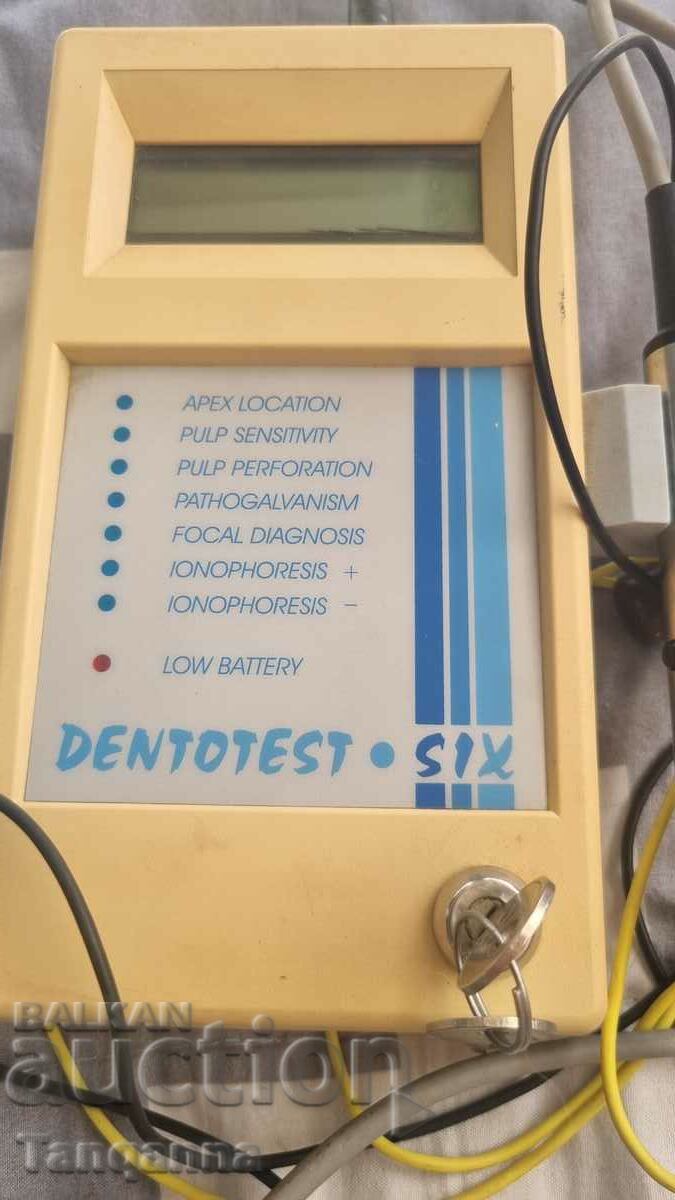 APEX LOCATION
PULP SENSITIVITY
PULP PERFORATION
PATHOGALVANISM
FOCAL DIAGNOSIS
IONOPHORESIS +
IONOPHORESIS −
LOW BATTERY
DENTOTEST • SIX
BALKAN
auction
Tanqanna